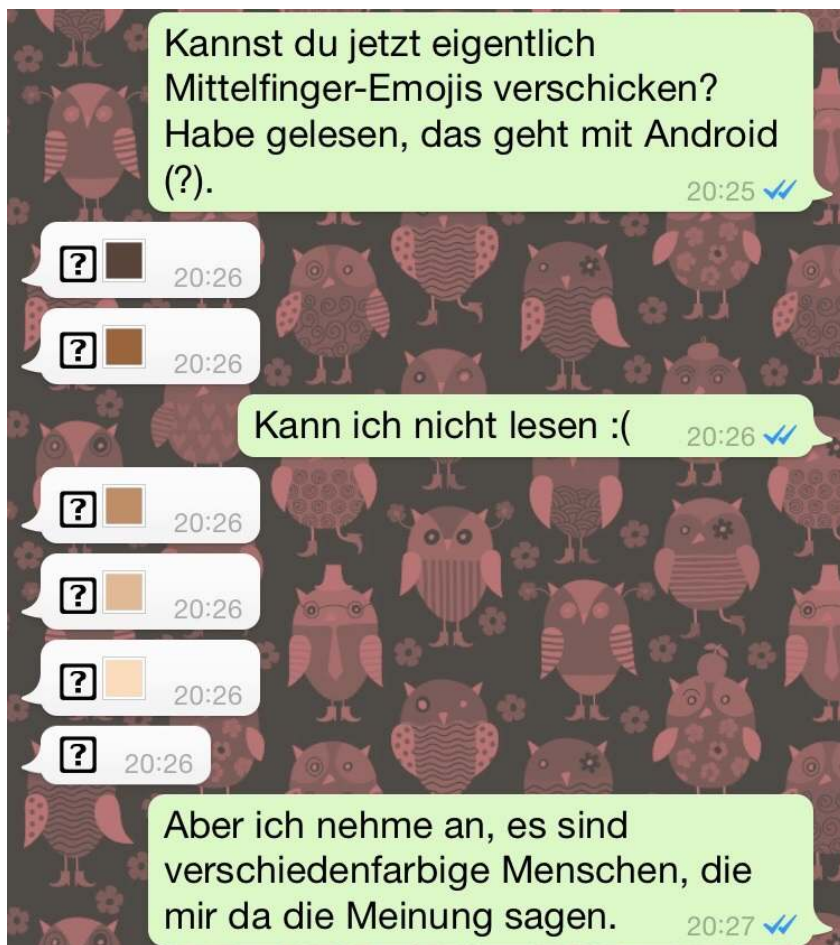 Kannst du jetzt eigentlich
Mittelfinger-Emojis verschicken?
Habe gelesen, das geht mit Android
(?).
20:25
? 20:26
? 20:26
Kann ich nicht lesen :( 20:26
? 20:26
? 20:26
? 20:26
? 20:26
Aber ich nehme an, es sind
verschiedenfarbige Menschen, die
mir da die Meinung sagen. 20:27